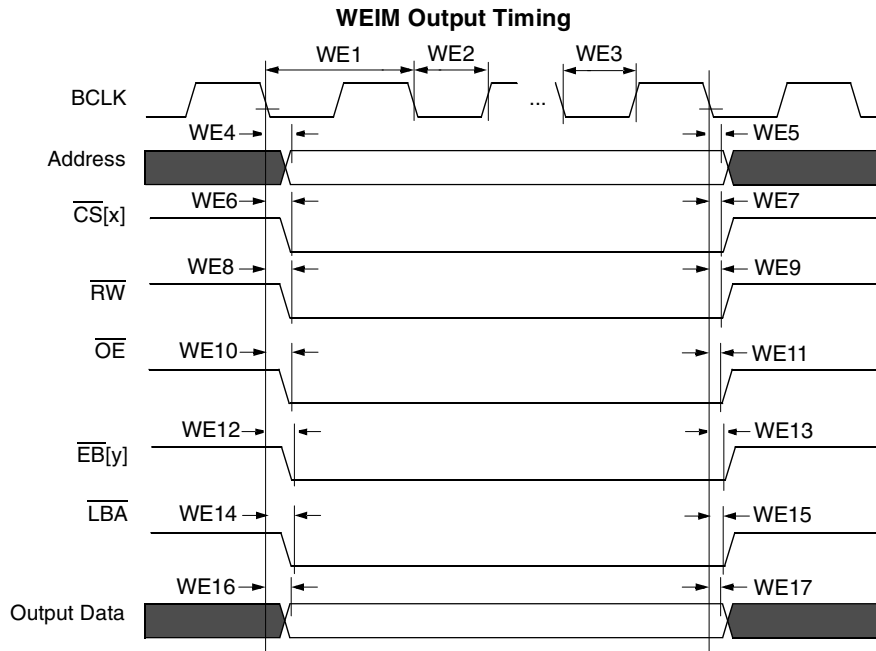 WEIM Output Timing
WE1 WE2 WE3
BCLK ...
WE4 WE5
Address
WE6 WE7
CS[x]
WE8 WE9
RW
WE10 WE11
OE
WE12 WE13
EB[y]
WE14 WE15
LBA
WE16 WE17
Output Data